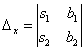 Δₓ = | s₁ b₁ |
| s₂ b₂ |